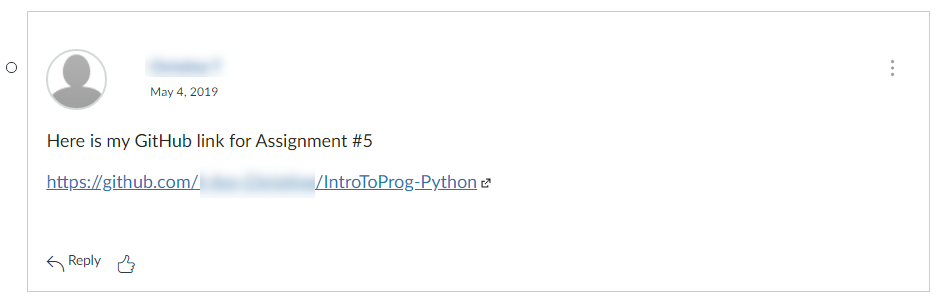 May 4, 2019
Here is my GitHub link for Assignment #5
https://github.com/ /IntroToProg-Python
Reply